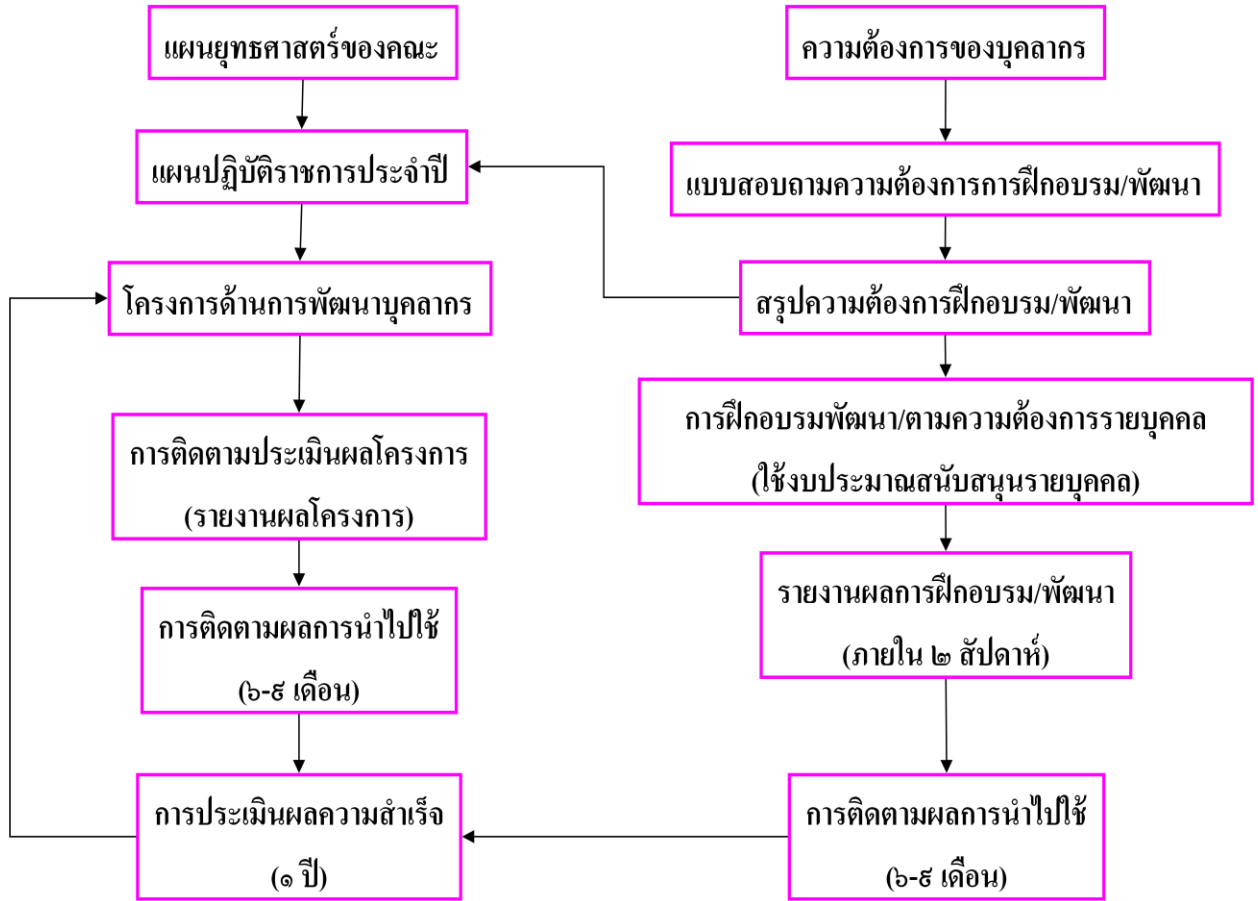 แผนยุทธศาสตร์ของคณะ
แผนปฏิบัติราชการประจำปี
โครงการด้านการพัฒนาบุคลากร
การติดตามประเมินผลโครงการ
(รายงานผลโครงการ)
การติดตามผลการนำไปใช้
(๖-๙ เดือน)
การประเมินผลความสำเร็จ
(๑ ปี)
ความต้องการของบุคลากร
แบบสอบถามความต้องการการฝึกอบรม/พัฒนา
สรุปความต้องการฝึกอบรม/พัฒนา
การฝึกอบรมพัฒนา/ตามความต้องการรายบุคคล
(ใช้งบประมาณสนับสนุนรายบุคคล)
รายงานผลการฝึกอบรม/พัฒนา
(ภายใน ๒ สัปดาห์)
การติดตามผลการนำไปใช้
(๖-๙ เดือน)